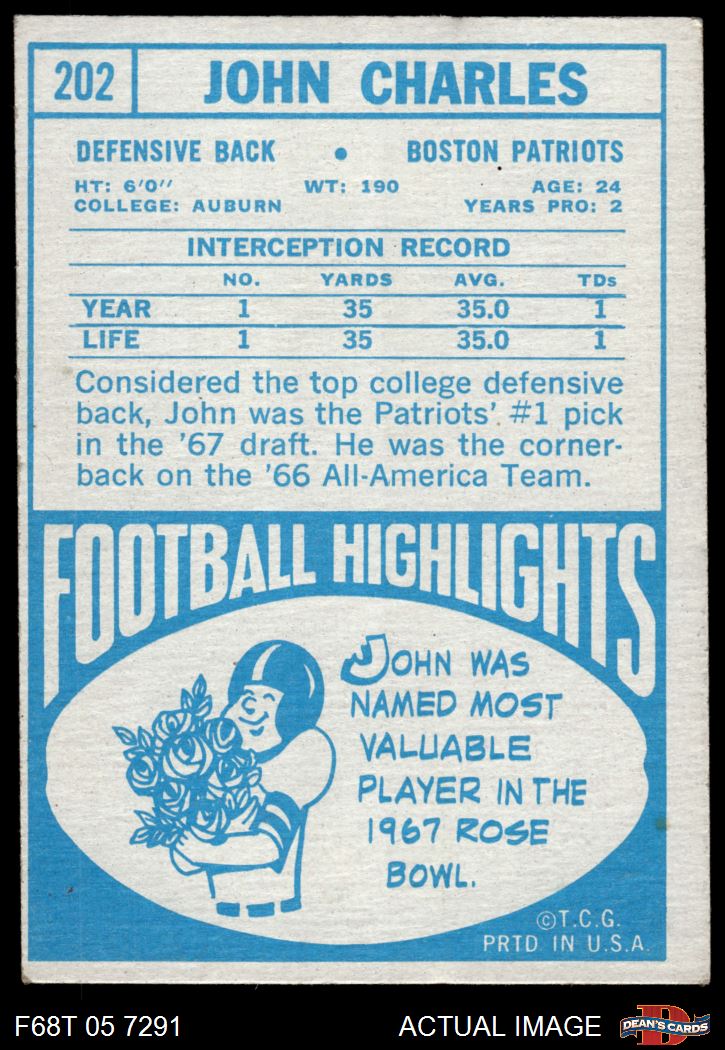 202 JOHN CHARLES
DEFENSIVE BACK • BOSTON PATRIOTS
HT: 6'0" WT: 190 AGE: 24
COLLEGE: AUBURN YEARS PRO: 2
INTERCEPTION RECORD
NO. YARDS AVG. TDs
YEAR 1 35 35.0 1
LIFE 1 35 35.0 1
Considered the top college defensive
back, John was the Patriots' #1 pick
in the '67 draft. He was the corner-
back on the '66 All-America Team.
FOOTBALL HIGHLIGHTS
JOHN WAS
NAMED MOST
VALUABLE
PLAYER IN THE
1967 ROSE
BOWL.
©T.C.G.
PRTD. IN U.S.A.
F68T 05 7291 ACTUAL IMAGE DEAN'S CARDS